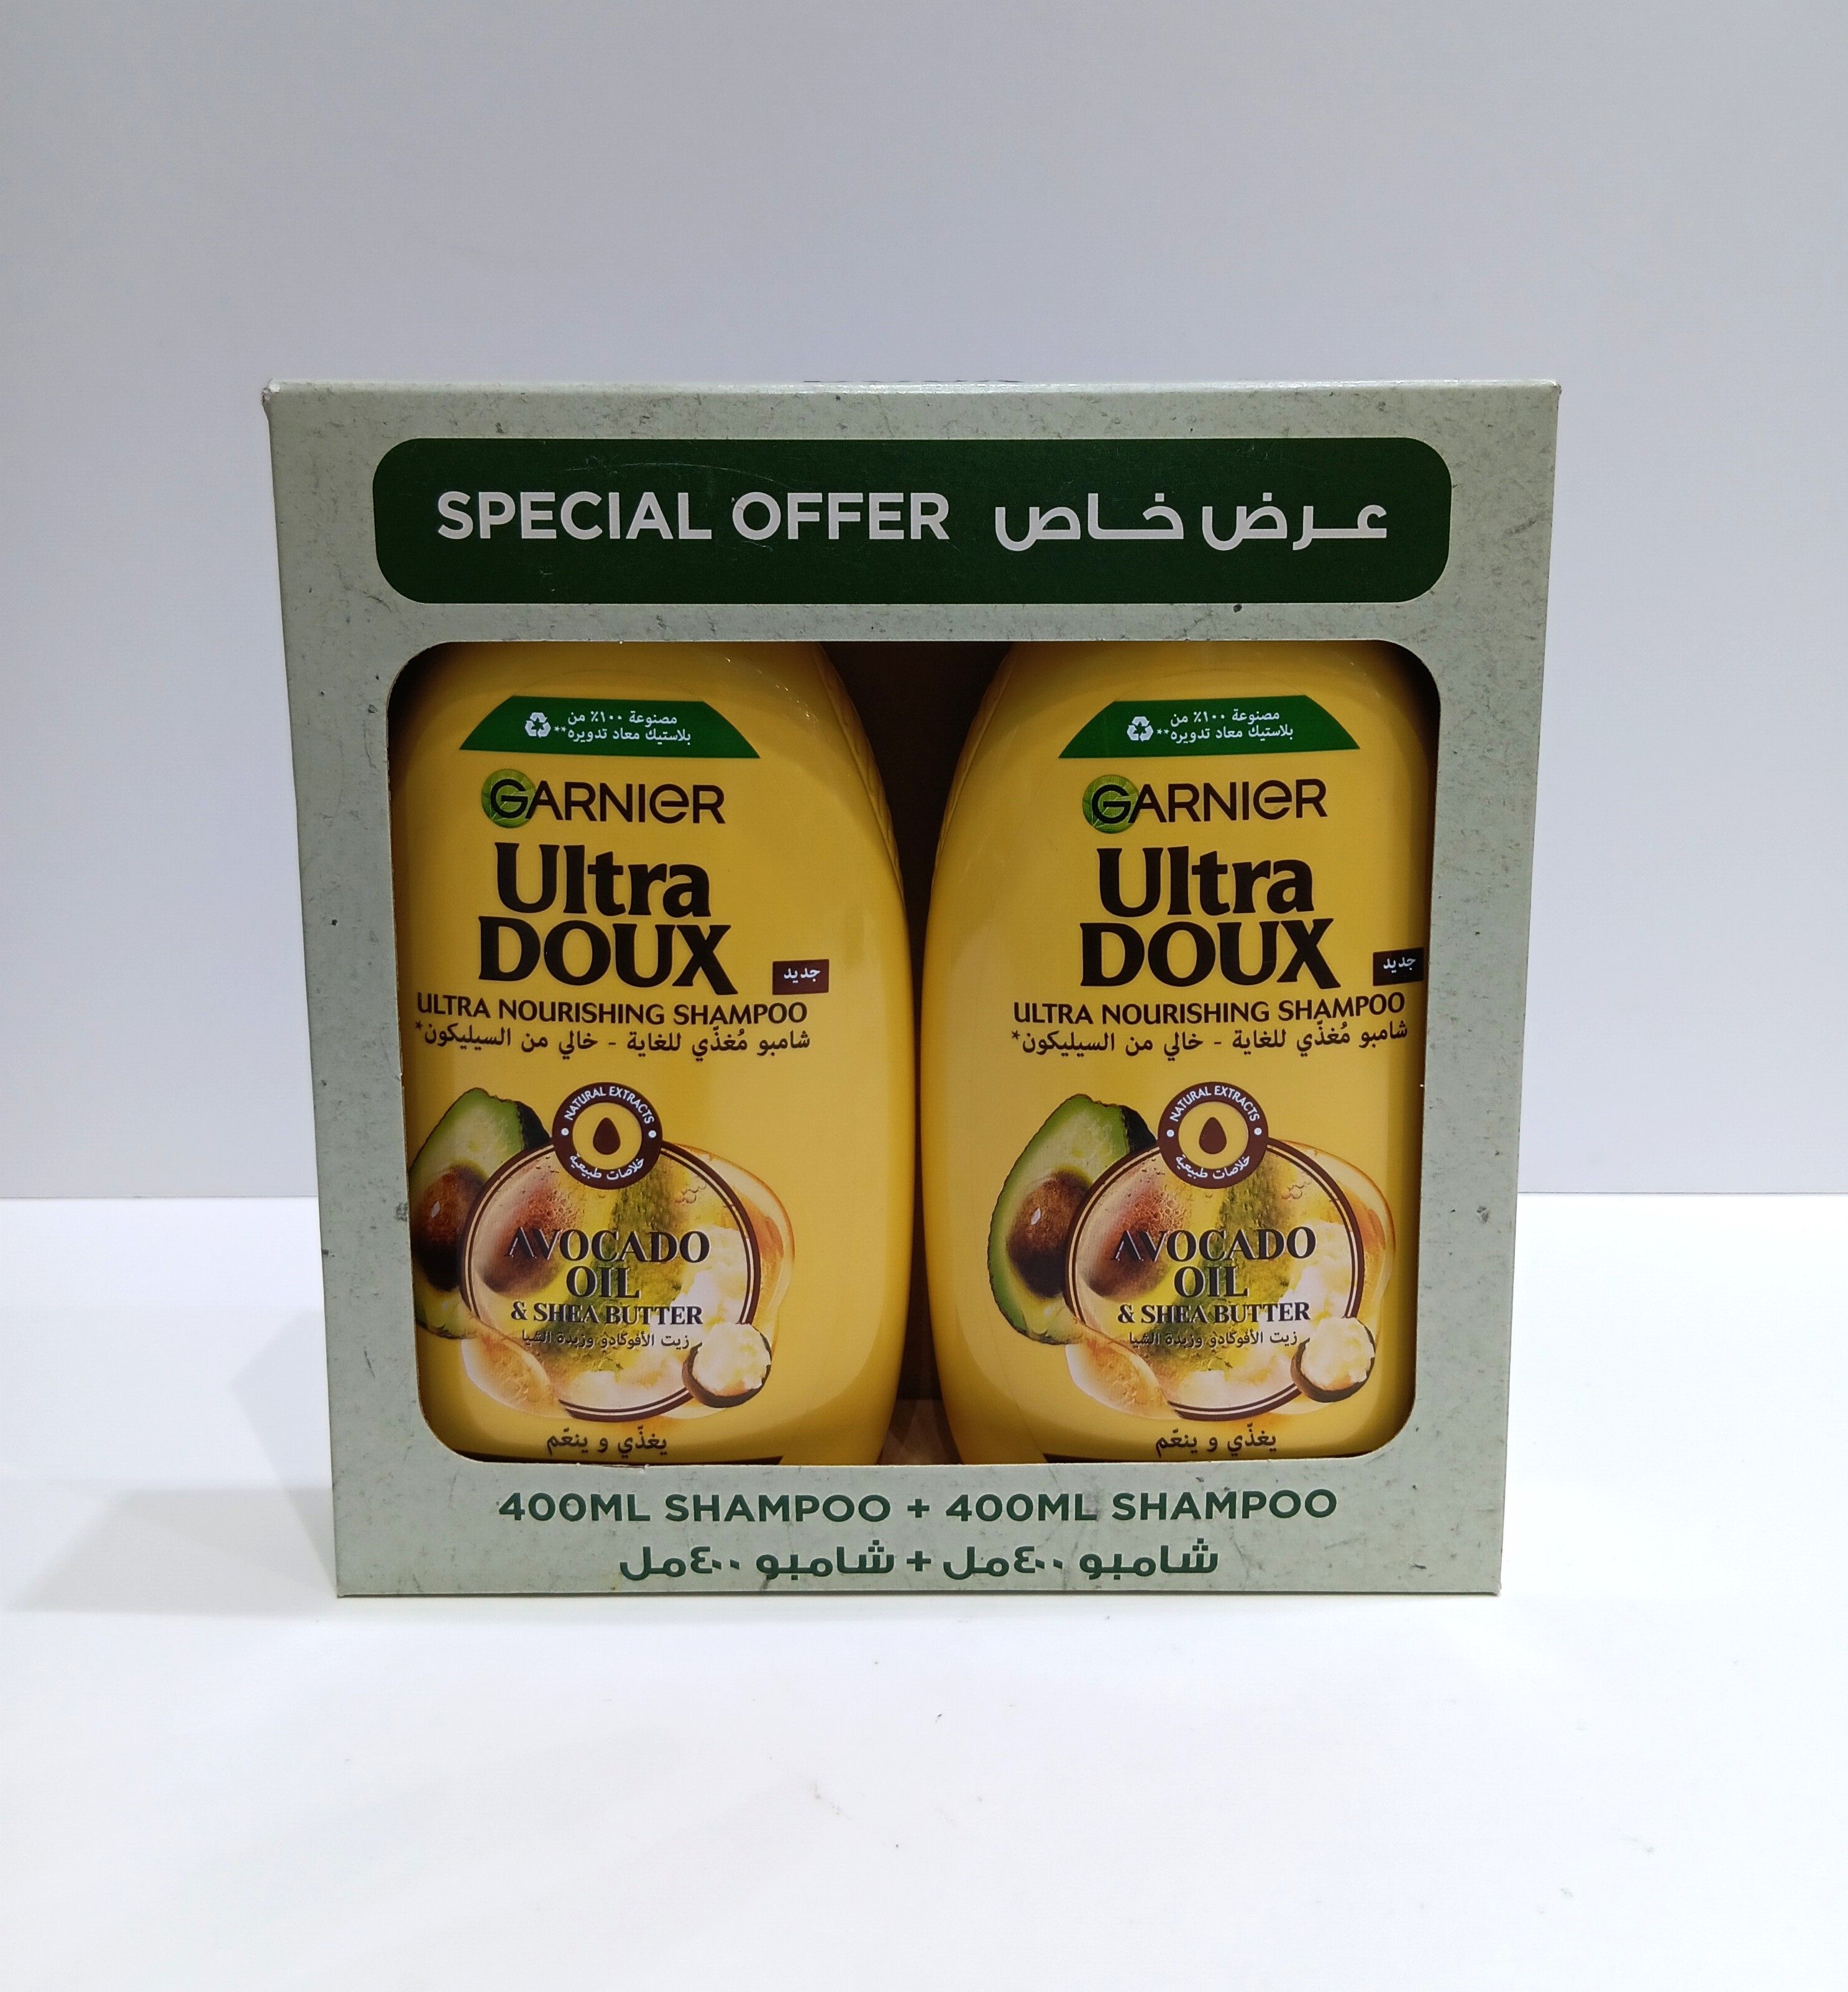 SPECIAL OFFER عرض خاص
مصنوعة ١٠٠٪ من
بلاستيك معاد تدويره**
GARNIER
Ultra
DOUX
جديد
ULTRA NOURISHING SHAMPOO
شامبو مُغذّي للغاية - خالي من السيليكون*
NATURAL EXTRACTS
خلاصات طبيعية
AVOCADO
OIL
& SHEA BUTTER
زيت الأفوكادو وزبدة الشيا
يغذّي و ينعّم
مصنوعة ١٠٠٪ من
بلاستيك معاد تدويره**
GARNIER
Ultra
DOUX
جديد
ULTRA NOURISHING SHAMPOO
شامبو مُغذّي للغاية - خالي من السيليكون*
NATURAL EXTRACTS
خلاصات طبيعية
AVOCADO
OIL
& SHEA BUTTER
زيت الأفوكادو وزبدة الشيا
يغذّي و ينعّم
400ML SHAMPOO + 400ML SHAMPOO
شامبو ٤٠٠مل + شامبو ٤٠٠مل